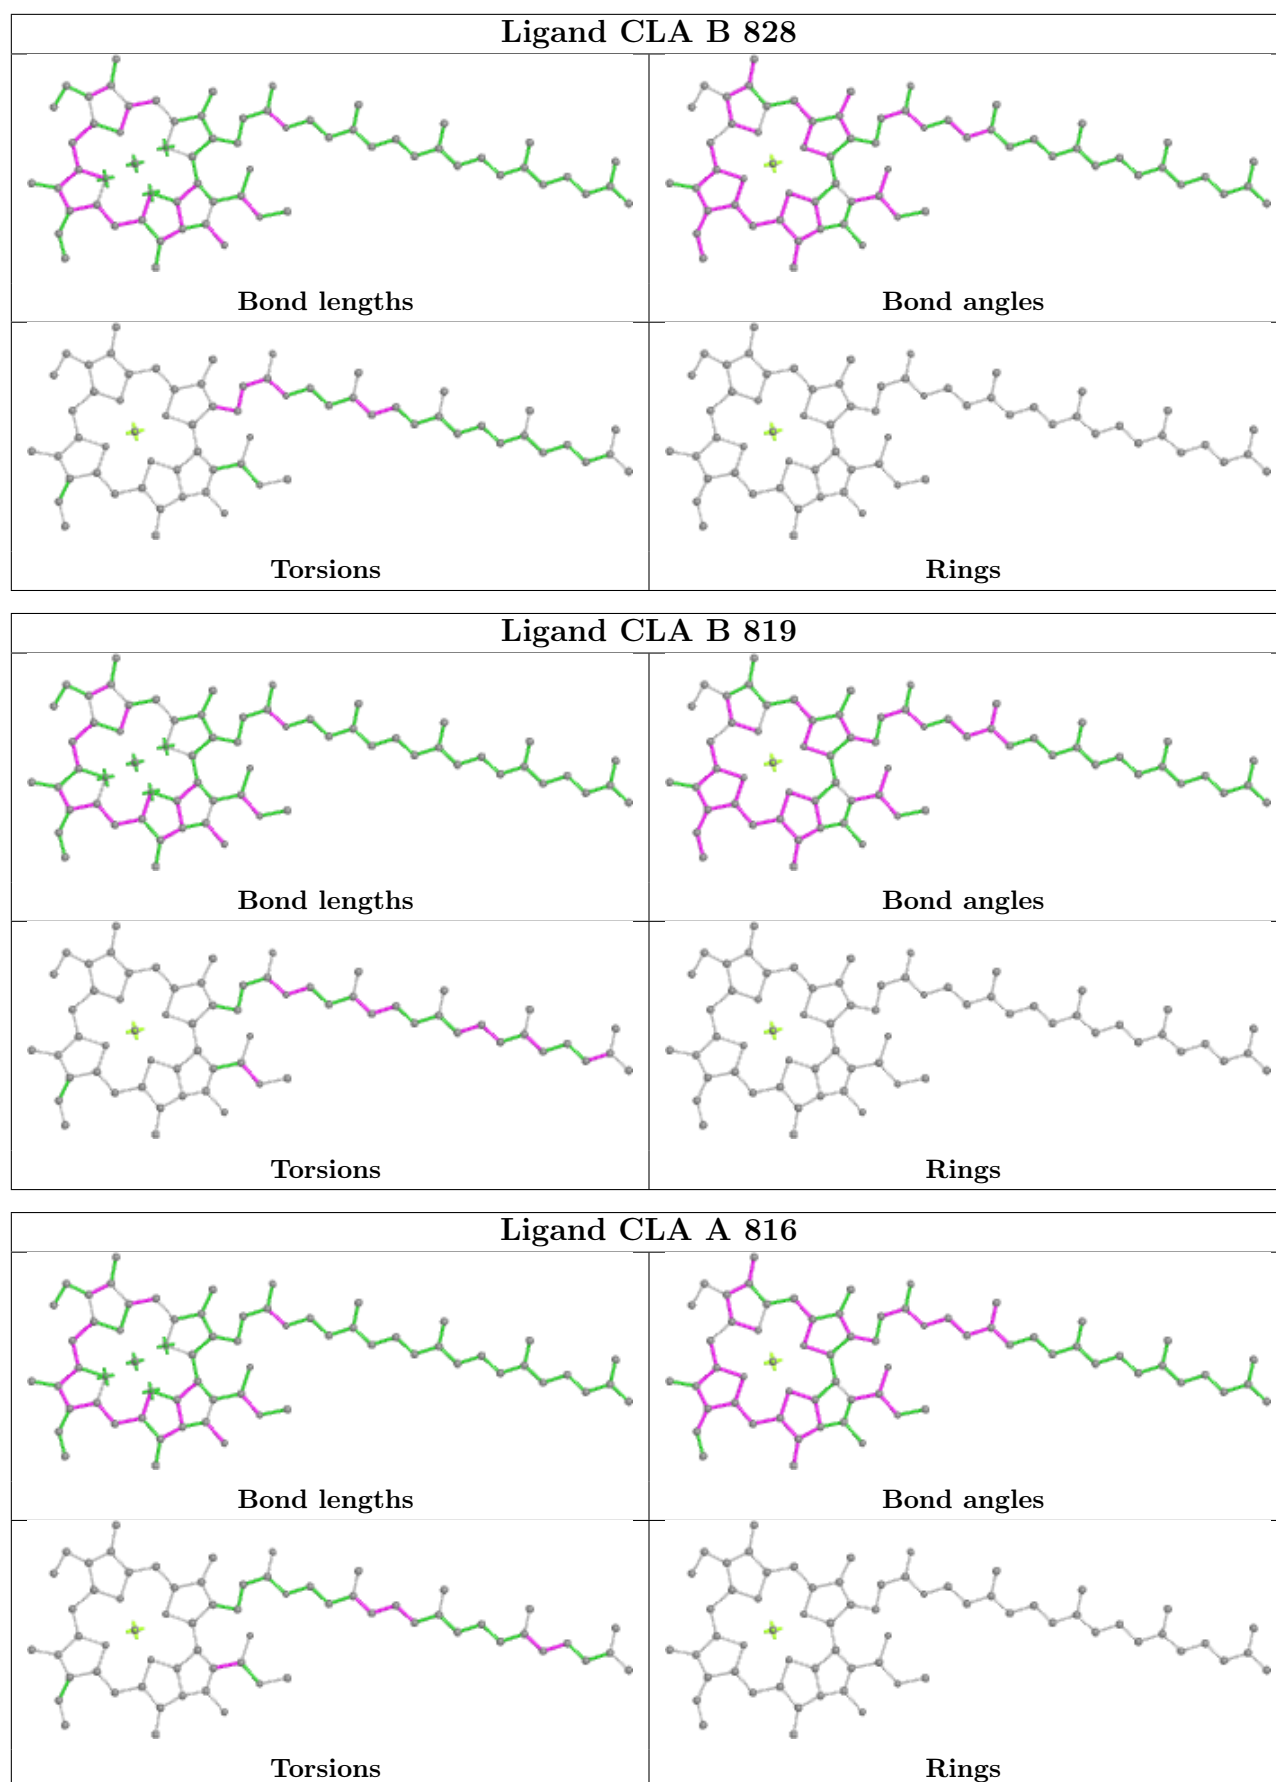 Ligand CLA B 828
Bond lengths
Bond angles
Torsions
Rings
Ligand CLA B 819
Bond lengths
Bond angles
Torsions
Rings
Ligand CLA A 816
Bond lengths
Bond angles
Torsions
Rings